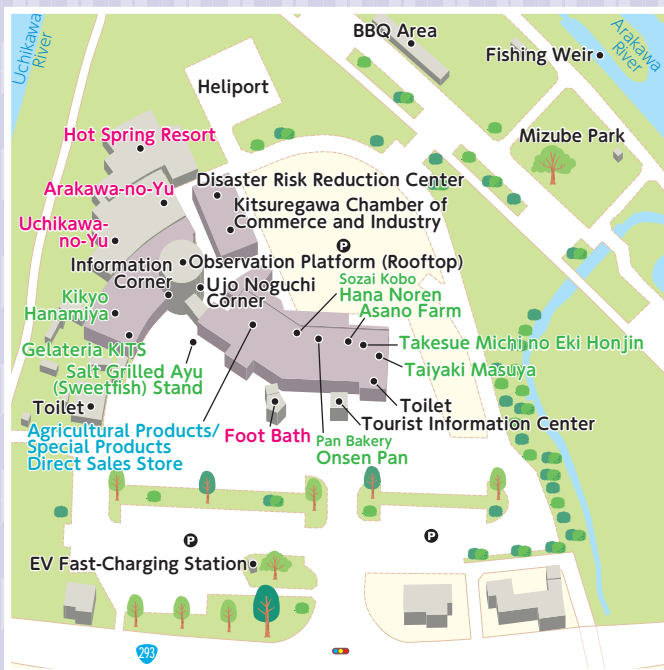 Uchikawa
River
BBQ Area
Arakawa
River
Fishing Weir
Heliport
Mizube Park
Hot Spring Resort
Disaster Risk Reduction Center
Arakawa-no-Yu
Kitsuregawa Chamber of
Commerce and Industry
Uchikawa-
no-Yu
P
Information
Corner
Observation Platform (Rooftop)
Ujo Noguchi
Corner
Sozai Kobo
Hana Noren
Kikyo
Hanamiya
Asano Farm
Gelateria KITS
Takesue Michi no Eki Honjin
Salt Grilled Ayu
(Sweetfish) Stand
Taiyaki Masuya
Toilet
Toilet
Tourist Information Center
Agricultural Products/
Special Products
Direct Sales Store
Foot Bath
Pan Bakery
Onsen Pan
P
P
EV Fast-Charging Station
293